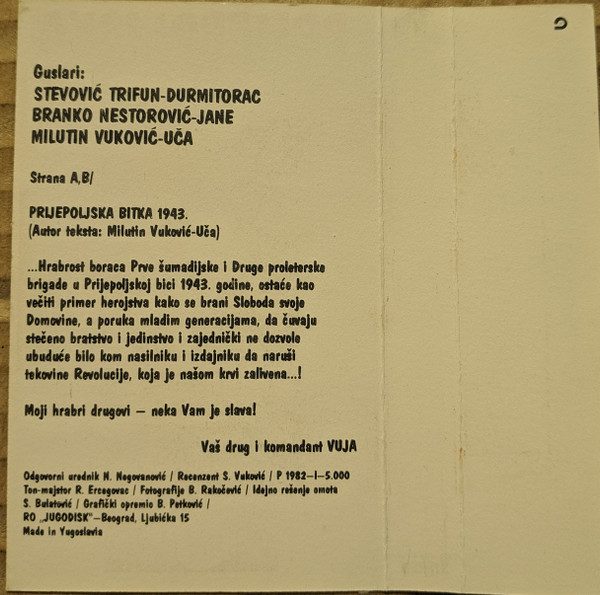 Guslari:
STEVOVIĆ TRIFUN-DURMITORAC
BRANKO NESTOROVIĆ-JANE
MILUTIN VUKOVIĆ-UČA
Strana A,B/
PRIJEPOLJSKA BITKA 1943.
(Autor teksta: Milutin Vuković-Uča)
...Hrabrost boraca Prve šumadijske i Druge proleterske
brigade u Prijepoljskoj bici 1943. godine, ostaće kao
večiti primer herojstva kako se brani Sloboda svoje
Domovine, a poruka mladim generacijama, da čuvaju
stečeno bratstvo i jedinstvo i zajednički ne dozvole
ubuduće bilo kom nasilniku i izdajniku da naruši
tekovine Revolucije, koja je našom krvi zalivena...!
Moji hrabri drugovi – neka Vam je slava!
Vaš drug i komandant VUJA
Odgovorni urednik N. Negovanović / Recenzent S. Vuković / P 1982–I–5.000
Ton-majstor R. Ercegovac / Fotografije B. Rakočević / Idejno rešenje omota
S. Bulatović / Grafički opremio B. Petković /
RO „JUGODISK"–Beograd, Ljubićka 15
Made in Yugoslavia